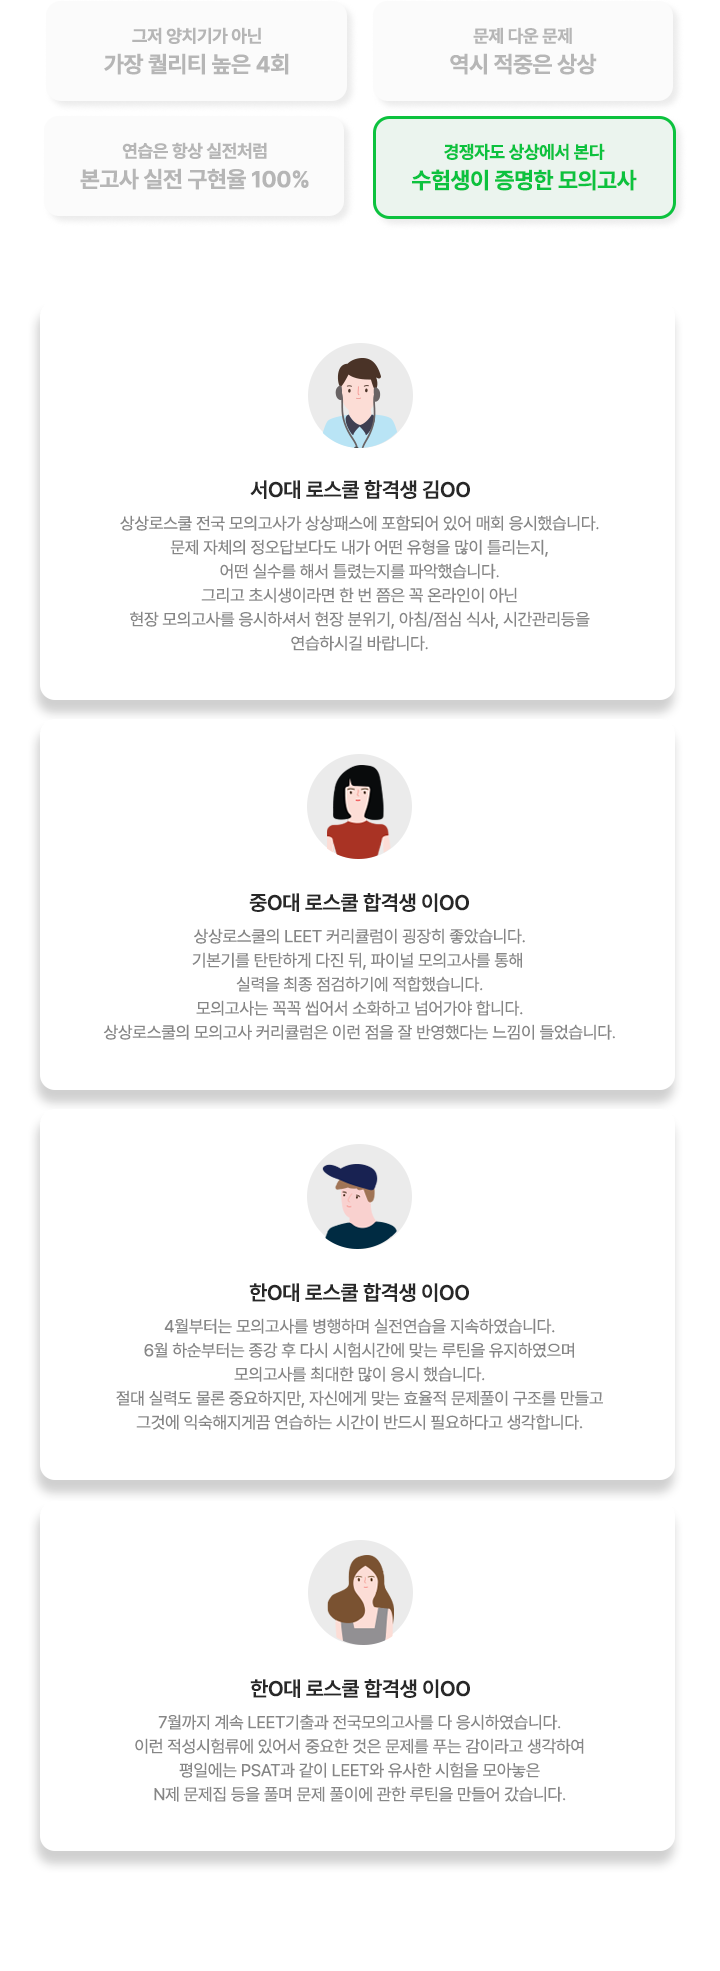 그저 양치기가 아닌
가장 퀄리티 높은 4회
문제 다운 문제
역시 적중은 상상
연습은 항상 실전처럼
본고사 실전 구현율 100%
경쟁자도 상상에서 본다
수험생이 증명한 모의고사
서O대 로스쿨 합격생 김OO
상상로스쿨 전국 모의고사가 상상패스에 포함되어 있어 매회 응시했습니다.
문제 자체의 정오답보다도 내가 어떤 유형을 많이 틀리는지,
어떤 실수를 해서 틀렸는지를 파악했습니다.
그리고 초시생이라면 한 번 쯤은 꼭 온라인이 아닌
현장 모의고사를 응시하셔서 현장 분위기, 아침/점심 식사, 시간관리등을
연습하시길 바랍니다.
중O대 로스쿨 합격생 이OO
상상로스쿨의 LEET 커리큘럼이 굉장히 좋았습니다.
기본기를 탄탄하게 다진 뒤, 파이널 모의고사를 통해
실력을 최종 점검하기에 적합했습니다.
모의고사는 꼭꼭 씹어서 소화하고 넘어가야 합니다.
상상로스쿨의 모의고사 커리큘럼은 이런 점을 잘 반영했다는 느낌이 들었습니다.
한O대 로스쿨 합격생 이OO
4월부터는 모의고사를 병행하며 실전연습을 지속하였습니다.
6월 하순부터는 종강 후 다시 시험시간에 맞는 루틴을 유지하였으며
모의고사를 최대한 많이 응시 했습니다.
절대 실력도 물론 중요하지만, 자신에게 맞는 효율적 문제풀이 구조를 만들고
그것에 익숙해지게끔 연습하는 시간이 반드시 필요하다고 생각합니다.
한O대 로스쿨 합격생 이OO
7월까지 계속 LEET기출과 전국모의고사를 다 응시하였습니다.
이런 적성시험류에 있어서 중요한 것은 문제를 푸는 감이라고 생각하여
평일에는 PSAT과 같이 LEET와 유사한 시험을 모아놓은
N제 문제집 등을 풀며 문제 풀이에 관한 루틴을 만들어 갔습니다.